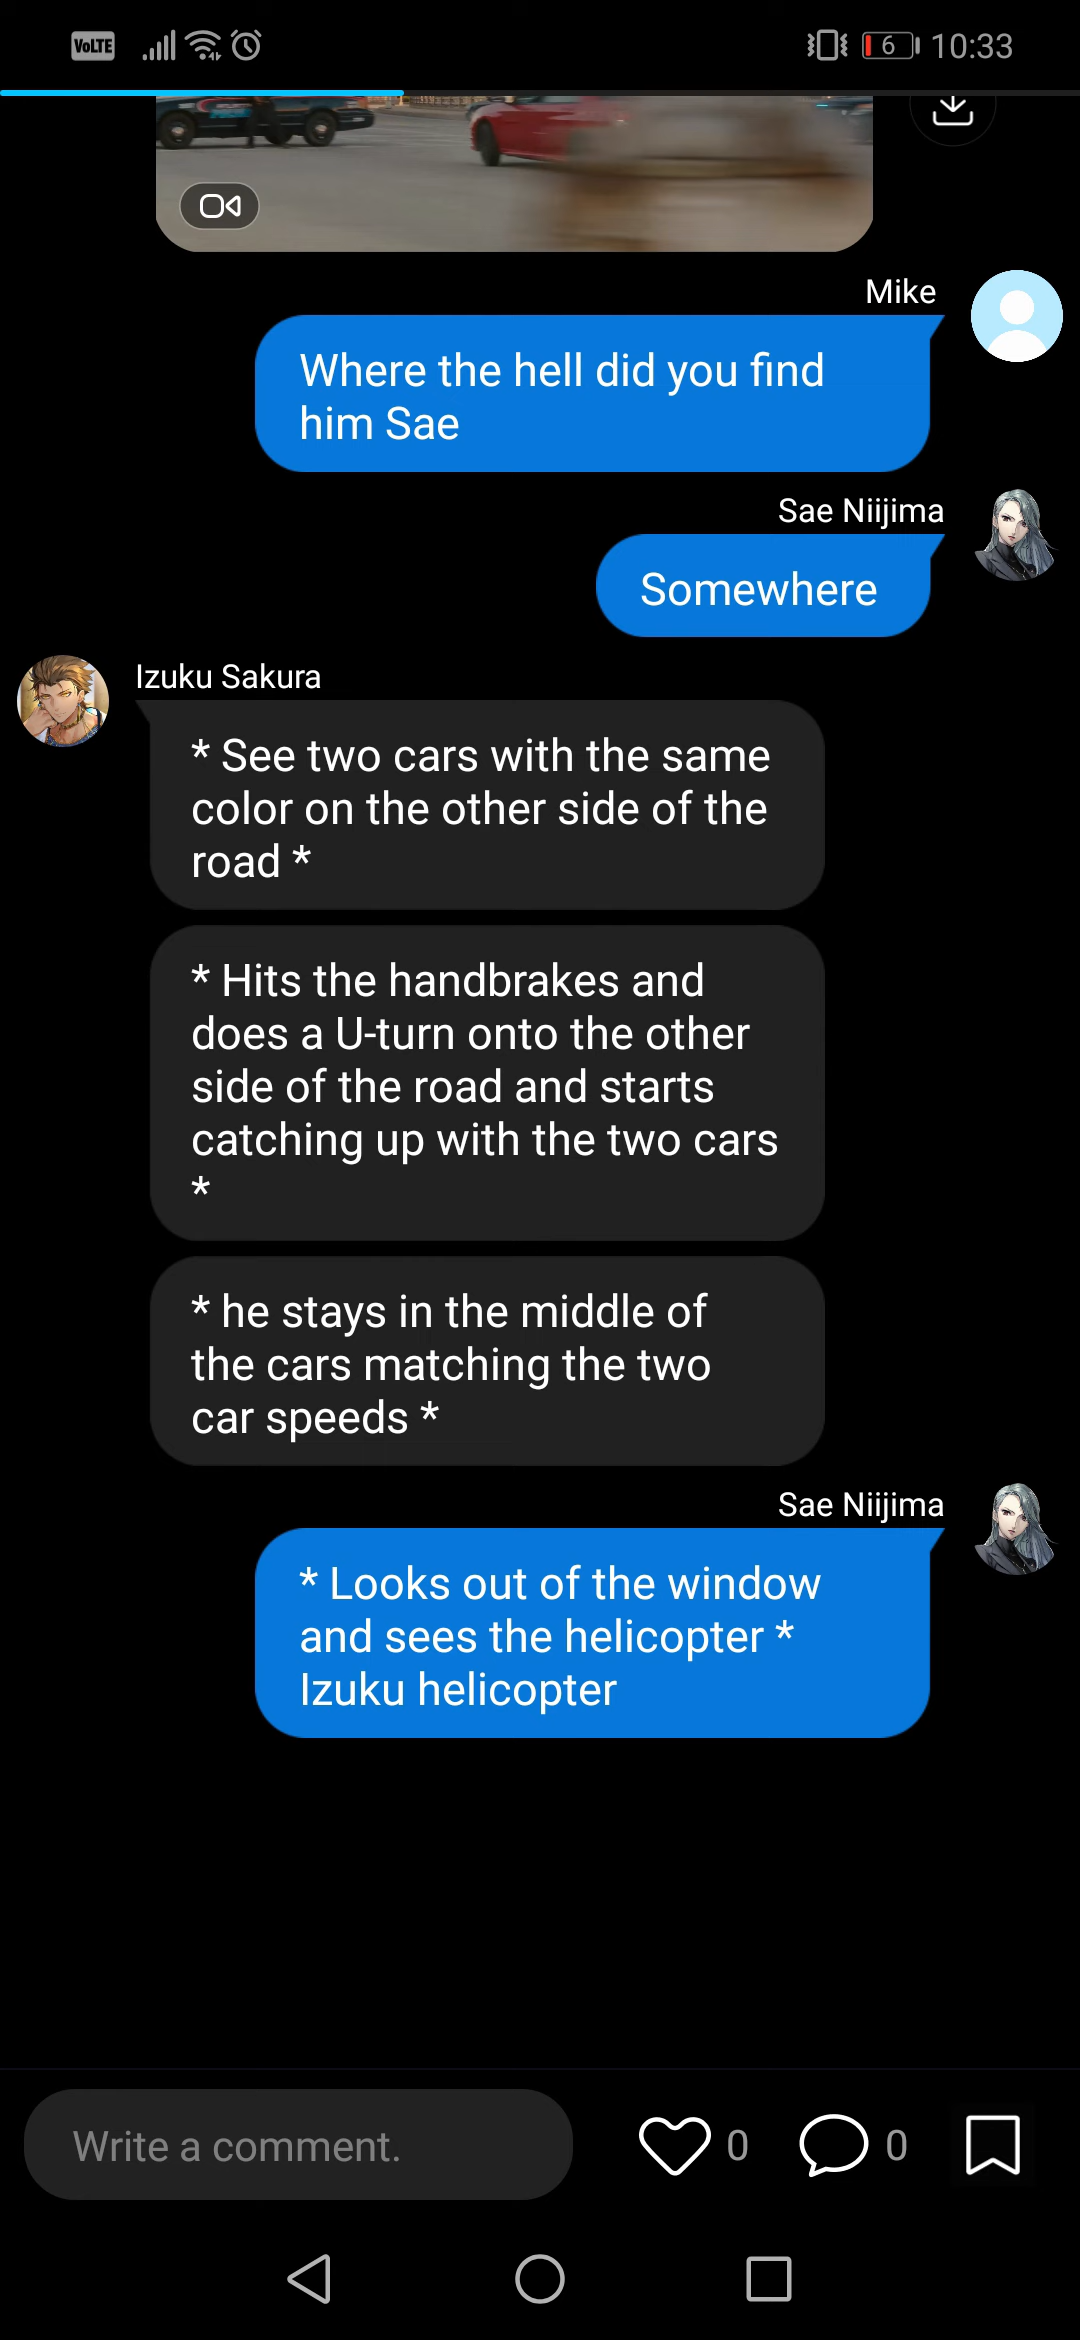 VoLTE 6 10:33
Mike
Where the hell did you find
him Sae
Sae Niijima
Somewhere
Izuku Sakura
* See two cars with the same
color on the other side of the
road *
* Hits the handbrakes and
does a U-turn onto the other
side of the road and starts
catching up with the two cars
*
* he stays in the middle of
the cars matching the two
car speeds *
Sae Niijima
* Looks out of the window
and sees the helicopter *
Izuku helicopter
Write a comment. 0 0